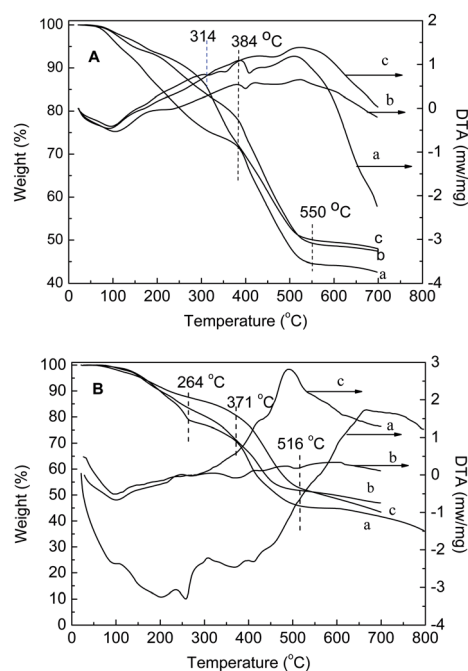 100
90
80
70
60
50
40
Weight (%)
A
314
384 °C
550 °C
c
b
a
c
b
a
2
1
0
-1
-2
-3
-4
DTA (mw/mg)
0 100 200 300 400 500 600 700 800
Temperature (°C)
100
90
80
70
60
50
40
30
20
10
0
Weight (%)
B
264 °C
371 °C
516 °C
c
a
b
b
c
a
3
2
1
0
-1
-2
-3
-4
DTA (mw/mg)
0 100 200 300 400 500 600 700 800
Temperature (°C)